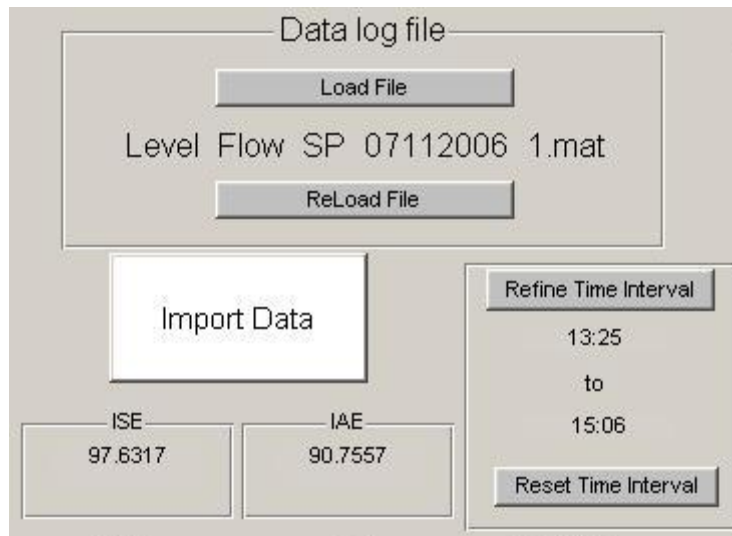 Data log file
Load File
Level Flow SP 07112006 1.mat
ReLoad File
Import Data
Refine Time Interval
13:25
to
15:06
Reset Time Interval
ISE
97.6317
IAE
90.7557